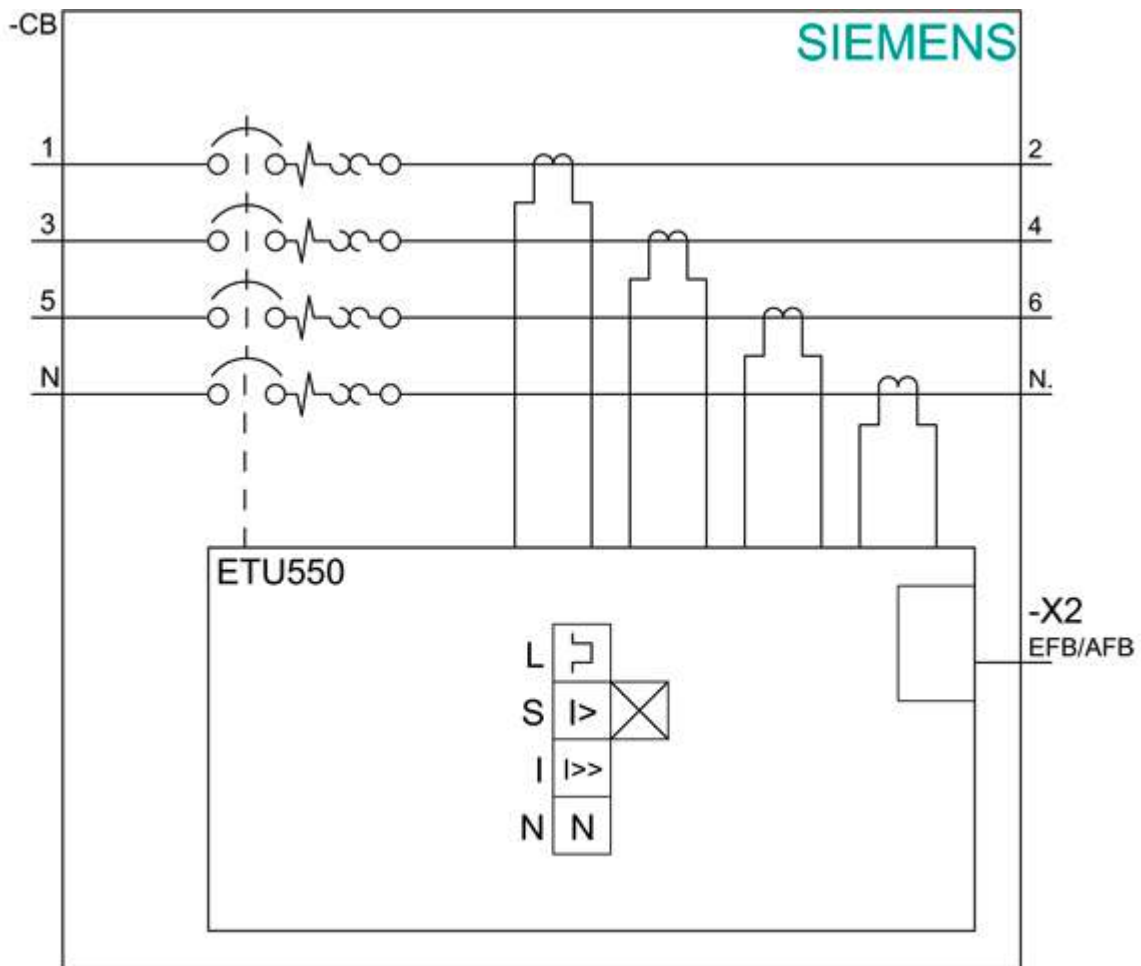 -CB
SIEMENS
1
2
3
4
5
6
N
N.
ETU550
-X2
EFB/AFB
L
S I>
I I>>
N N